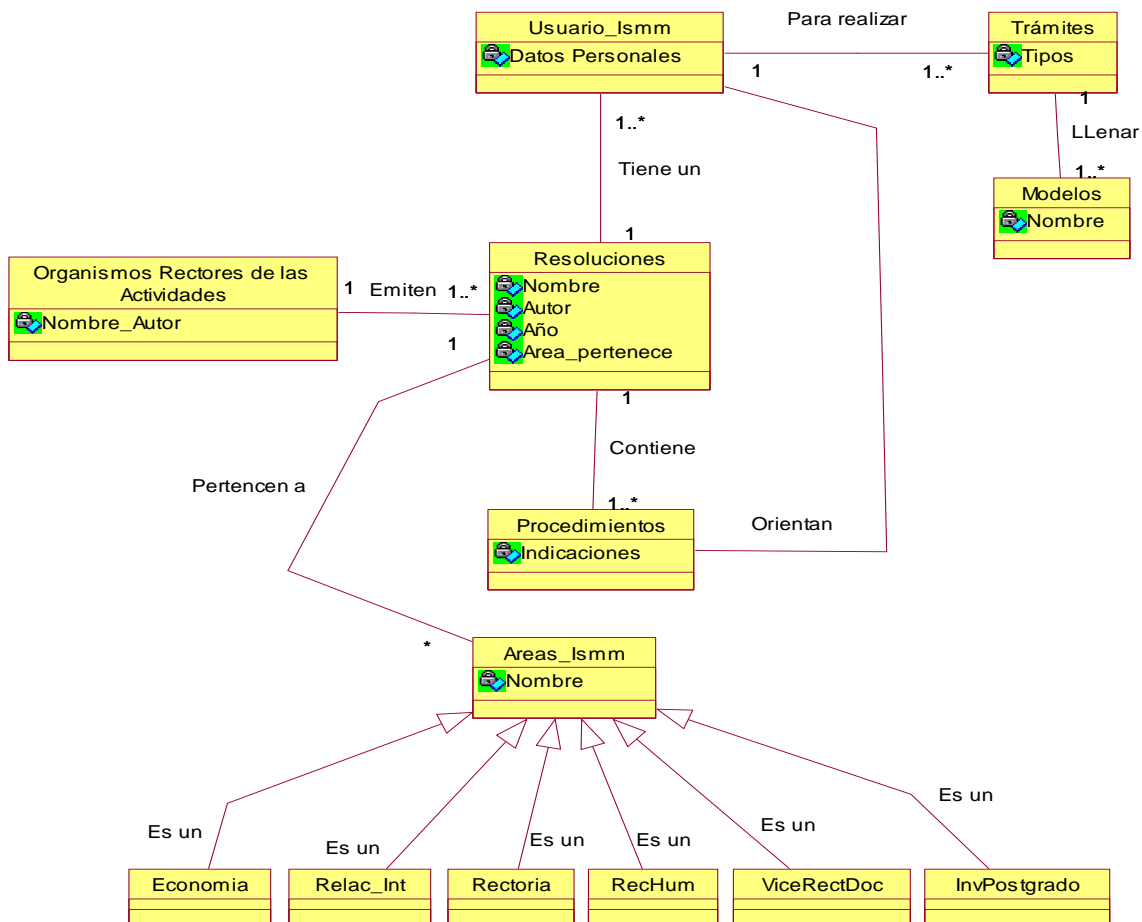 Usuario_Ismm
Datos Personales
Para realizar
1
1..*
Trámites
Tipos
1
LLenar
1..*
Modelos
Nombre
1..*
Tiene un
1
Organismos Rectores de las
Actividades
Nombre_Autor
1
Emiten
1..*
Resoluciones
Nombre
Autor
Año
Area_pertenece
1
1
Contiene
1..*
Pertencen a
Procedimientos
Indicaciones
Orientan
*
Areas_Ismm
Nombre
Es un
Es un
Es un
Es un
Es un
Es un
Economia
Relac_Int
Rectoria
RecHum
ViceRectDoc
InvPostgrado